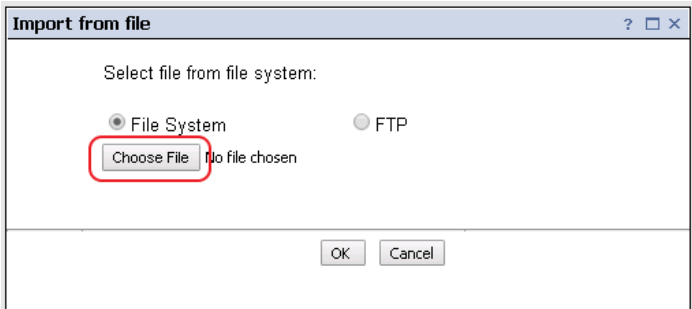 Import from file ?
Select file from file system:
File System FTP
Choose File No file chosen
OK Cancel